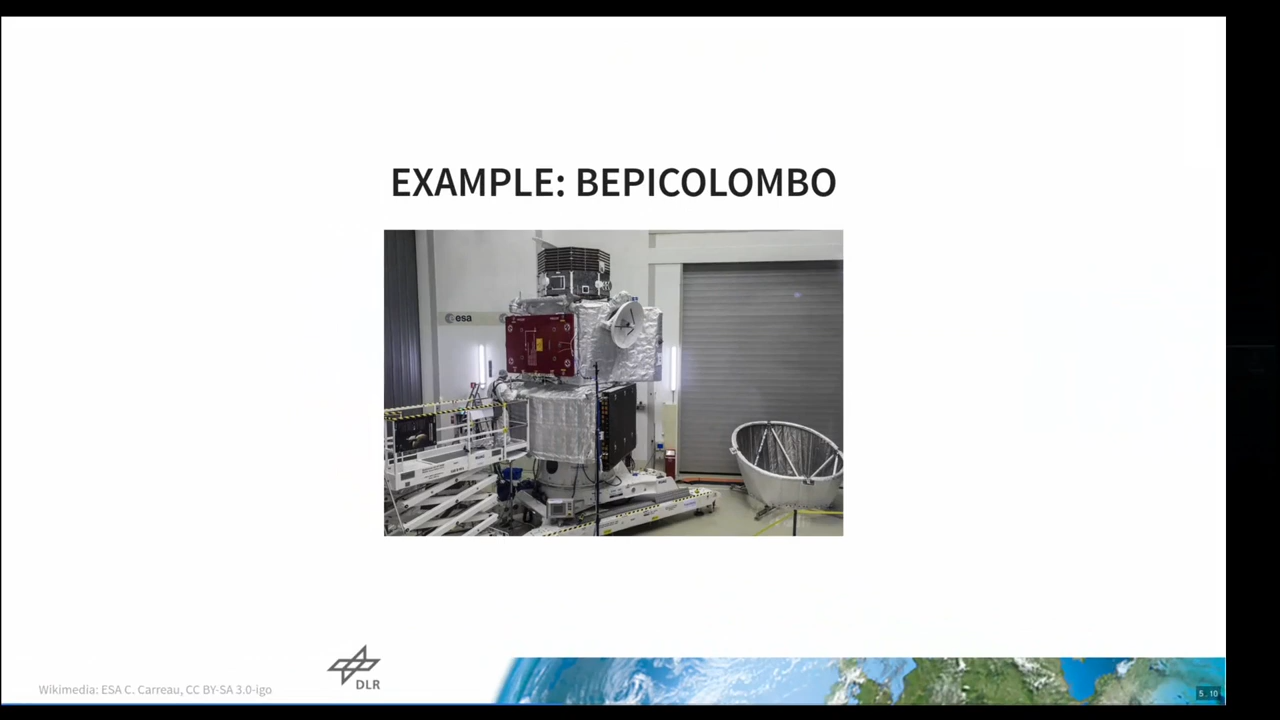 EXAMPLE: BEPICOLOMBO
esa
Wikimedia: ESA C. Carreau, CC BY-SA 3.0-igo
DLR
5 . 10